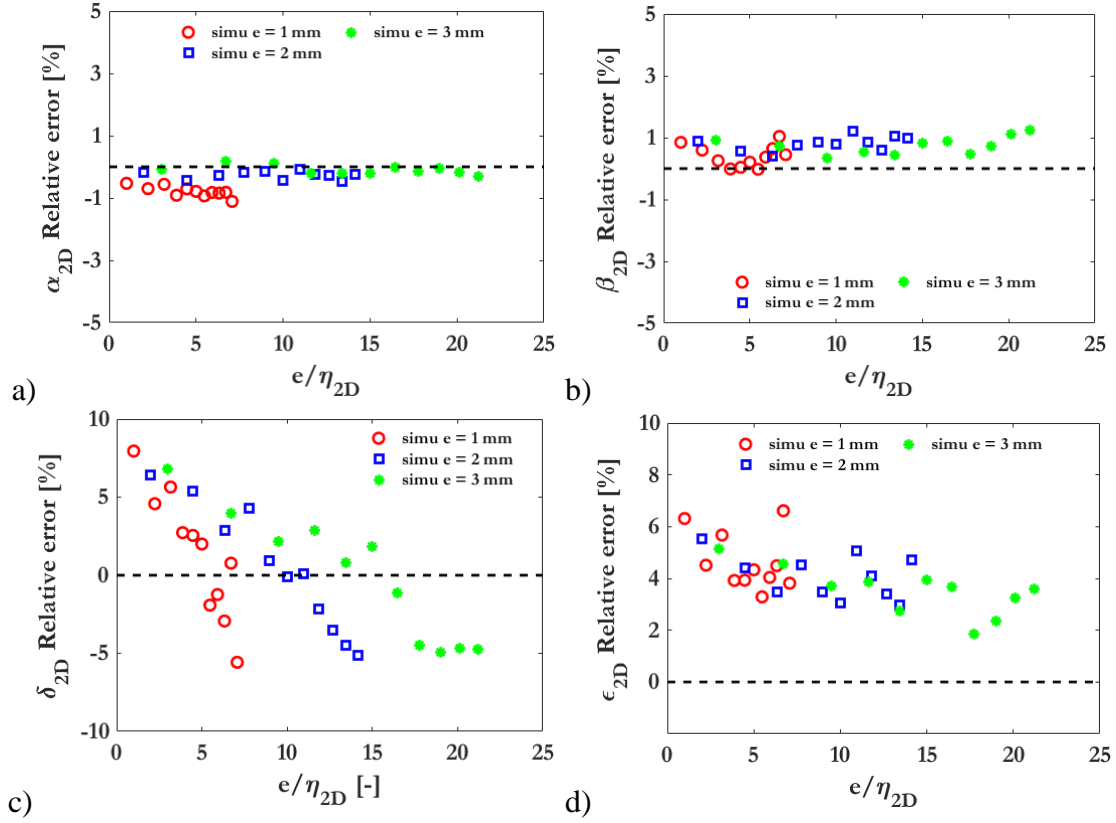 5
3
1
-1
-3
-5
α2D Relative error [%]
simu e = 1 mm simu e = 3 mm
simu e = 2 mm
0 5 10 15 20 25
e/η2D
a)
5
3
1
-1
-3
-5
β2D Relative error [%]
simu e = 1 mm simu e = 3 mm
simu e = 2 mm
0 5 10 15 20 25
e/η2D
b)
10
5
0
-5
-10
δ2D Relative error [%]
simu e = 1 mm
simu e = 2 mm
simu e = 3 mm
0 5 10 15 20 25
e/η2D [-]
c)
10
8
6
4
2
0
ϵ2D Relative error [%]
simu e = 1 mm simu e = 3 mm
simu e = 2 mm
0 5 10 15 20 25
e/η2D
d)